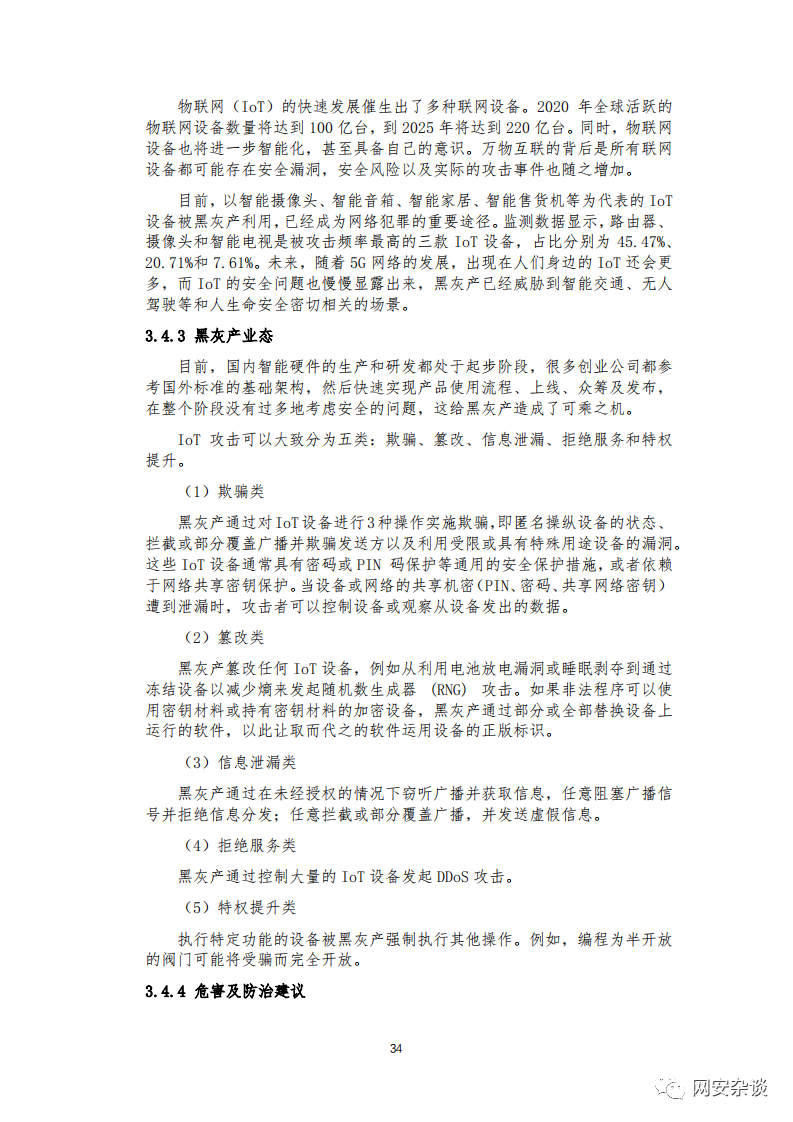 物联网（IoT）的快速发展催生出了多种联网设备。2020 年全球活跃的
物联网设备数量将达到 100 亿台，到 2025 年将达到 220 亿台。同时，物联网
设备也将进一步智能化，甚至具备自己的意识。万物互联的背后是所有联网
设备都可能存在安全漏洞，安全风险以及实际的攻击事件也随之增加。
目前，以智能摄像头、智能音箱、智能家居、智能售货机等为代表的 IoT
设备被黑灰产利用，已经成为网络犯罪的重要途径。监测数据显示，路由器、
摄像头和智能电视是被攻击频率最高的三款 IoT 设备，占比分别为 45.47%、
20.71%和 7.61%。未来，随着 5G 网络的发展，出现在人们身边的 IoT 还会更
多，而 IoT 的安全问题也慢慢显露出来，黑灰产已经威胁到智能交通、无人
驾驶等和人生命安全密切相关的场景。
3.4.3 黑灰产业态
目前，国内智能硬件的生产和研发都处于起步阶段，很多创业公司都参
考国外标准的基础架构，然后快速实现产品使用流程、上线、众筹及发布，
在整个阶段没有过多地考虑安全的问题，这给黑灰产造成了可乘之机。
IoT 攻击可以大致分为五类：欺骗、篡改、信息泄漏、拒绝服务和特权
提升。
（1）欺骗类
黑灰产通过对IoT设备进行3种操作实施欺骗，即匿名操纵设备的状态、
拦截或部分覆盖广播并欺骗发送方以及利用受限或具有特殊用途设备的漏洞。
这些 IoT 设备通常具有密码或PIN 码保护等通用的安全保护措施，或者依赖
于网络共享密钥保护。当设备或网络的共享机密（PIN、密码、共享网络密钥）
遭到泄漏时，攻击者可以控制设备或观察从设备发出的数据。
（2）篡改类
黑灰产篡改任何 IoT 设备，例如从利用电池放电漏洞或睡眠剥夺到通过
冻结设备以减少熵来发起随机数生成器 (RNG) 攻击。如果非法程序可以使
用密钥材料或持有密钥材料的加密设备，黑灰产通过部分或全部替换设备上
运行的软件，以此让取而代之的软件运用设备的正版标识。
（3）信息泄漏类
黑灰产通过在未经授权的情况下窃听广播并获取信息，任意阻塞广播信
号并拒绝信息分发；任意拦截或部分覆盖广播，并发送虚假信息。
（4）拒绝服务类
黑灰产通过控制大量的 IoT 设备发起 DDoS 攻击。
（5）特权提升类
执行特定功能的设备被黑灰产强制执行其他操作。例如，编程为半开放
的阀门可能将受骗而完全开放。
3.4.4 危害及防治建议
34
网安杂谈